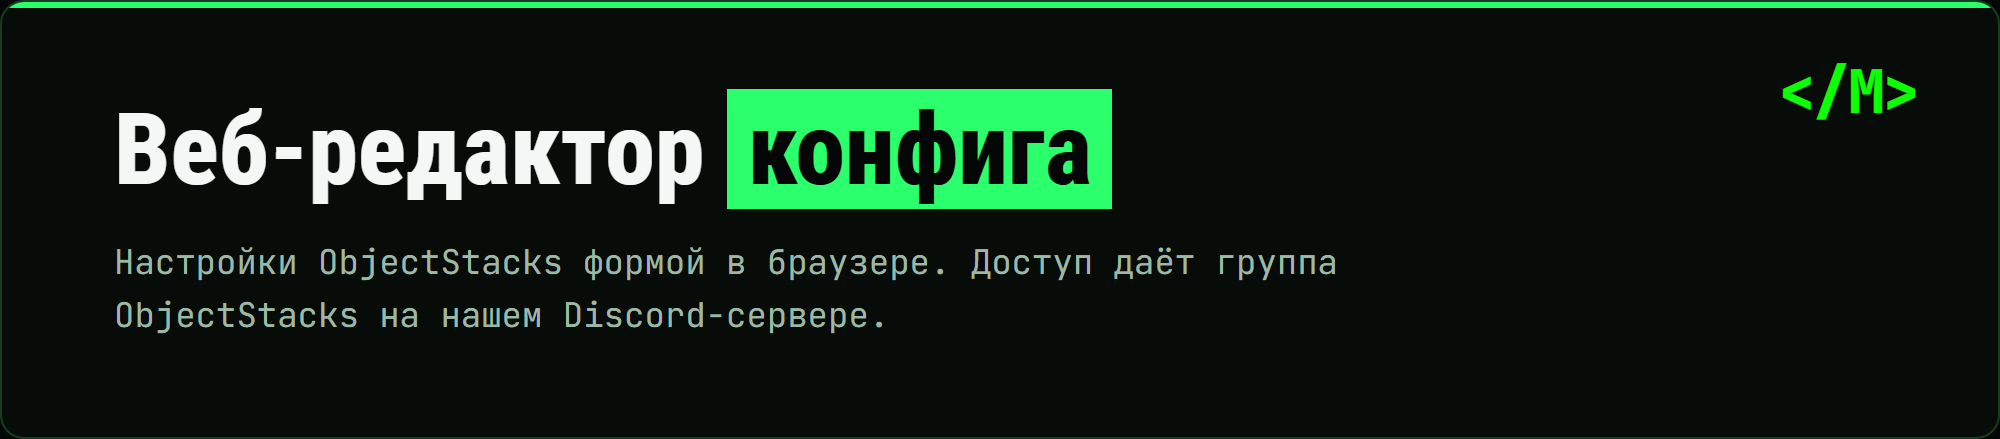 </M>
Веб-редактор конфига
Настройки ObjectStacks формой в браузере. Доступ даёт группа
ObjectStacks на нашем Discord-сервере.